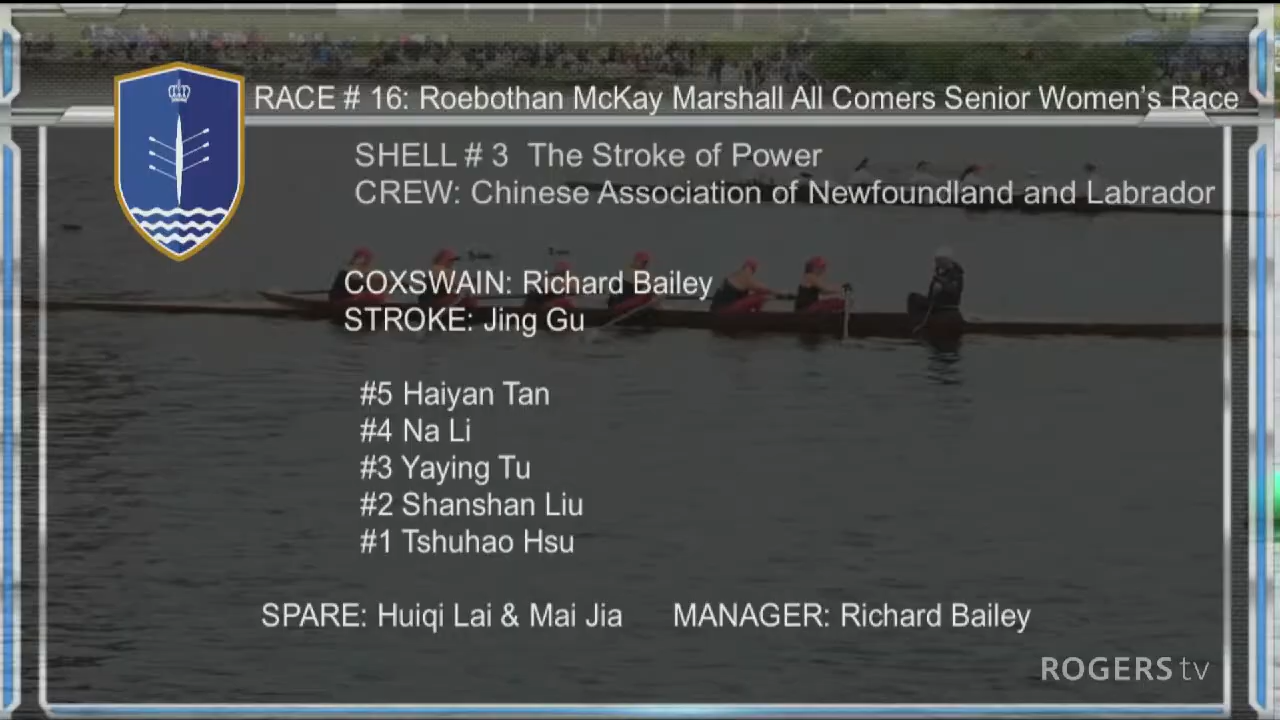 RACE # 16: Roebothan McKay Marshall All Comers Senior Women's Race
SHELL # 3 The Stroke of Power
CREW: Chinese Association of Newfoundland and Labrador
COXSWAIN: Richard Bailey
STROKE: Jing Gu
#5 Haiyan Tan
#4 Na Li
#3 Yaying Tu
#2 Shanshan Liu
#1 Tshuhao Hsu
SPARE: Huiqi Lai & Mai Jia MANAGER: Richard Bailey
ROGERS tv